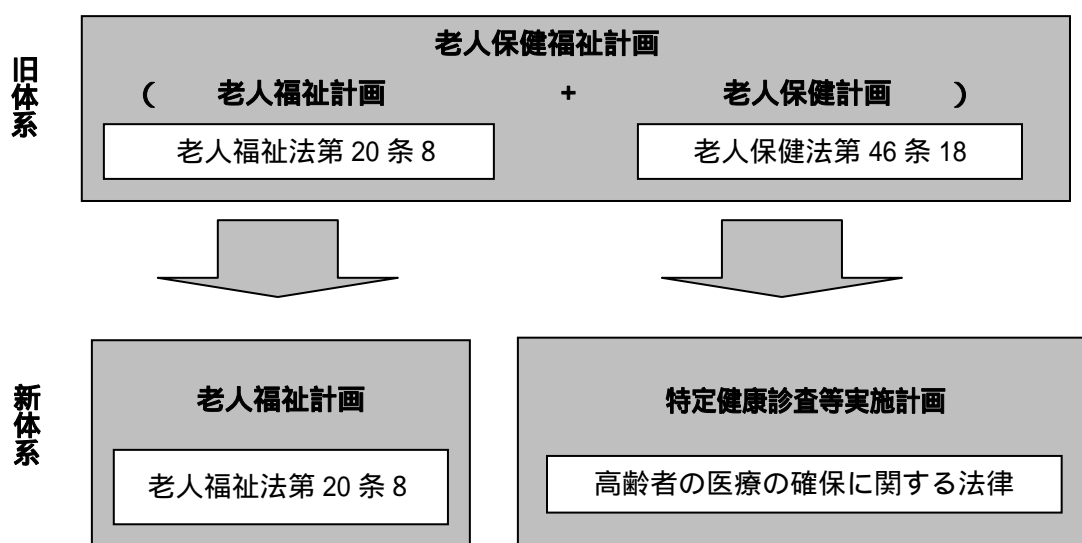 旧体系
老人保健福祉計画
( 老人福祉計画 + 老人保健計画 )
老人福祉法第 20 条 8
老人保健法第 46 条 18
新体系
老人福祉計画
老人福祉法第 20 条 8
特定健康診査等実施計画
高齢者の医療の確保に関する法律